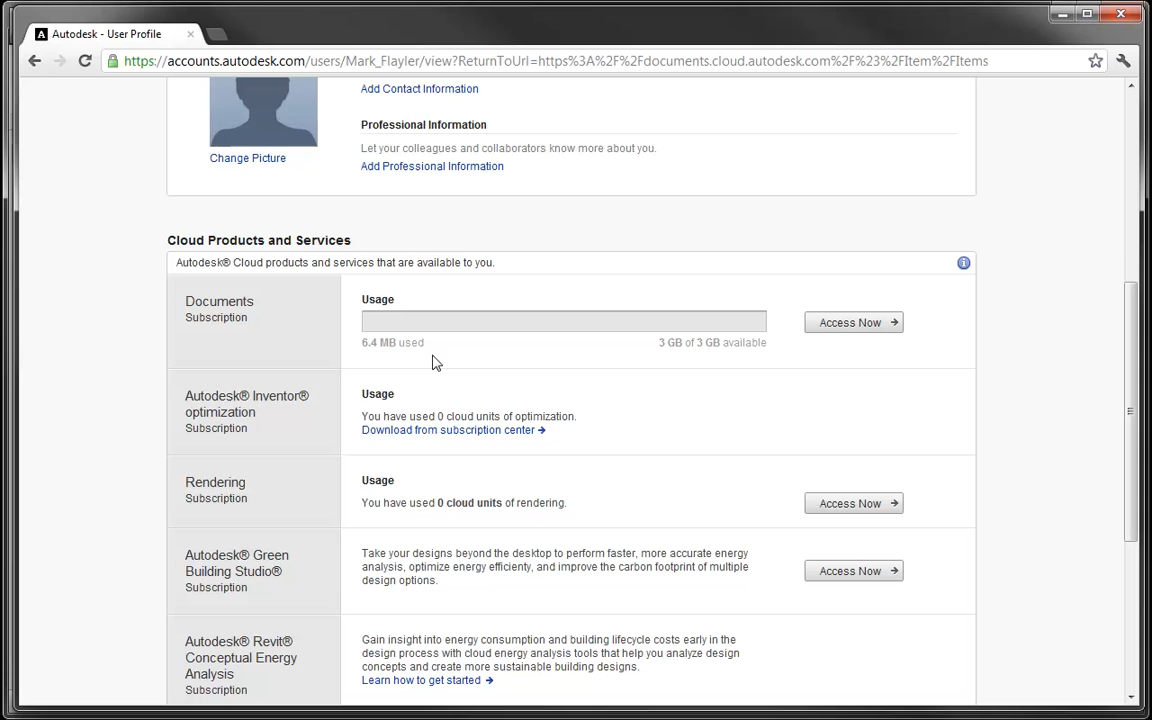 Autodesk - User Profile
https://accounts.autodesk.com/users/Mark_Flayler/view?ReturnToUrl=https%3A%2F%2Fdocuments.cloud.autodesk.com%2F%23%2FItem%2FItems
Add Contact Information
Professional Information
Let your colleagues and collaborators know more about you.
Change Picture
Add Professional Information
Cloud Products and Services
Autodesk® Cloud products and services that are available to you.
Documents
Subscription
Usage
6.4 MB used
3 GB of 3 GB available
Access Now
Autodesk® Inventor®
optimization
Subscription
Usage
You have used 0 cloud units of optimization.
Download from subscription center
Rendering
Subscription
Usage
You have used 0 cloud units of rendering.
Access Now
Autodesk® Green
Building Studio®
Subscription
Take your designs beyond the desktop to perform faster, more accurate energy
analysis, optimize energy efficienty, and improve the carbon footprint of multiple
design options.
Access Now
Autodesk® Revit®
Conceptual Energy
Analysis
Subscription
Gain insight into energy consumption and building lifecycle costs early in the
design process with cloud energy analysis tools that help you analyze design
concepts and create more sustainable building designs.
Learn how to get started